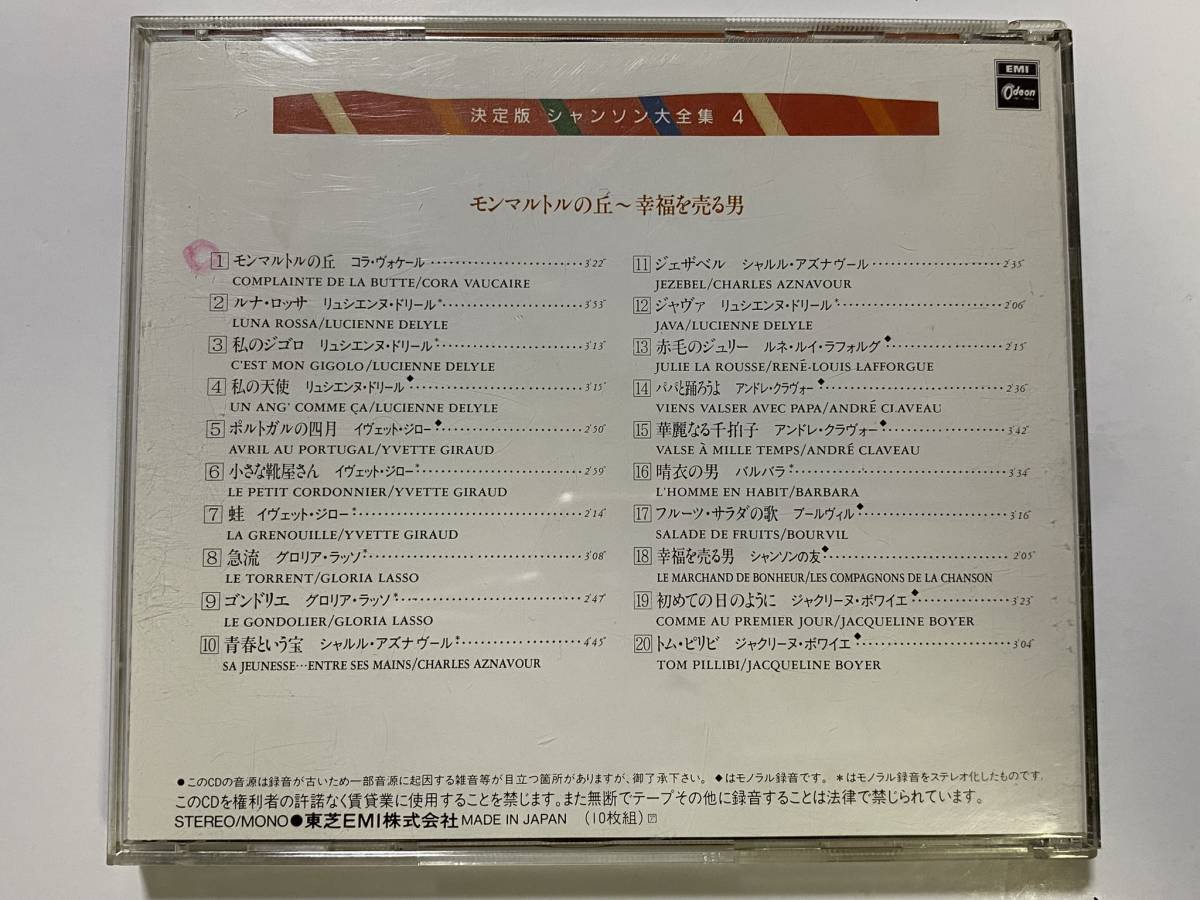 EMI
Odeon
決定版 シャンソン大全集 4
モンマルトルの丘～幸福を売る男
1 モンマルトルの丘 コラ・ヴォケール 3'22"
COMPLAINTE DE LA BUTTE/CORA VAUCAIRE
2 ルナ・ロッサ リュシエンヌ・ドリール* 3'53"
LUNA ROSSA/LUCIENNE DELYLE
3 私のジゴロ リュシエンヌ・ドリール* 3'13"
C'EST MON GIGOLO/LUCIENNE DELYLE
4 私の天使 リュシエンヌ・ドリール◆ 3'15"
UN ANG' COMME ÇA/LUCIENNE DELYLE
5 ポルトガルの四月 イヴェット・ジロー◆ 2'50"
AVRIL AU PORTUGAL/YVETTE GIRAUD
6 小さな靴屋さん イヴェット・ジロー* 2'59"
LE PETIT CORDONNIER/YVETTE GIRAUD
7 蛙 イヴェット・ジロー* 2'14"
LA GRENOUILLE/YVETTE GIRAUD
8 急流 グロリア・ラッソ* 3'08"
LE TORRENT/GLORIA LASSO
9 ゴンドリエ グロリア・ラッソ* 2'47"
LE GONDOLIER/GLORIA LASSO
10 青春という宝 シャルル・アズナヴール* 4'45"
SA JEUNESSE…ENTRE SES MAINS/CHARLES AZNAVOUR
11 ジェザベル シャルル・アズナヴール 2'35"
JEZEBEL/CHARLES AZNAVOUR
12 ジャヴァ リュシエンヌ・ドリール* 2'06"
JAVA/LUCIENNE DELYLE
13 赤毛のジュリー ルネ・ルイ・ラフォルグ◆ 2'15"
JULIE LA ROUSSE/RENÉ-LOUIS LAFFORGUE
14 パパと踊ろうよ アンドレ・クラヴォー◆ 2'36"
VIENS VALSER AVEC PAPA/ANDRÉ CLAVEAU
15 華麗なる千拍子 アンドレ・クラヴォー◆ 3'42"
VALSE À MILLE TEMPS/ANDRÉ CLAVEAU
16 晴衣の男 バルバラ* 3'34"
L'HOMME EN HABIT/BARBARA
17 フルーツ・サラダの歌 ブールヴィル◆ 3'16"
SALADE DE FRUITS/BOURVIL
18 幸福を売る男 シャンソンの友◆ 2'05"
LE MARCHAND DE BONHEUR/LES COMPAGNONS DE LA CHANSON
19 初めての日のように ジャクリーヌ・ボワイエ◆ 3'23"
COMME AU PREMIER JOUR/JACQUELINE BOYER
20 トム・ピリビ ジャクリーヌ・ボワイエ◆ 3'04"
TOM PILLIBI/JACQUELINE BOYER
●このCDの音源は録音が古いため一部音源に起因する雑音等が目立つ箇所がありますが、御了承下さい。 ◆はモノラル録音です。 *はモノラル録音をステレオ化したものです。
このCDを権利者の許諾なく賃貸業に使用することを禁じます。また無断でテープその他に録音することは法律で禁じられています。
STEREO/MONO●東芝EMI株式会社 MADE IN JAPAN (10枚組)